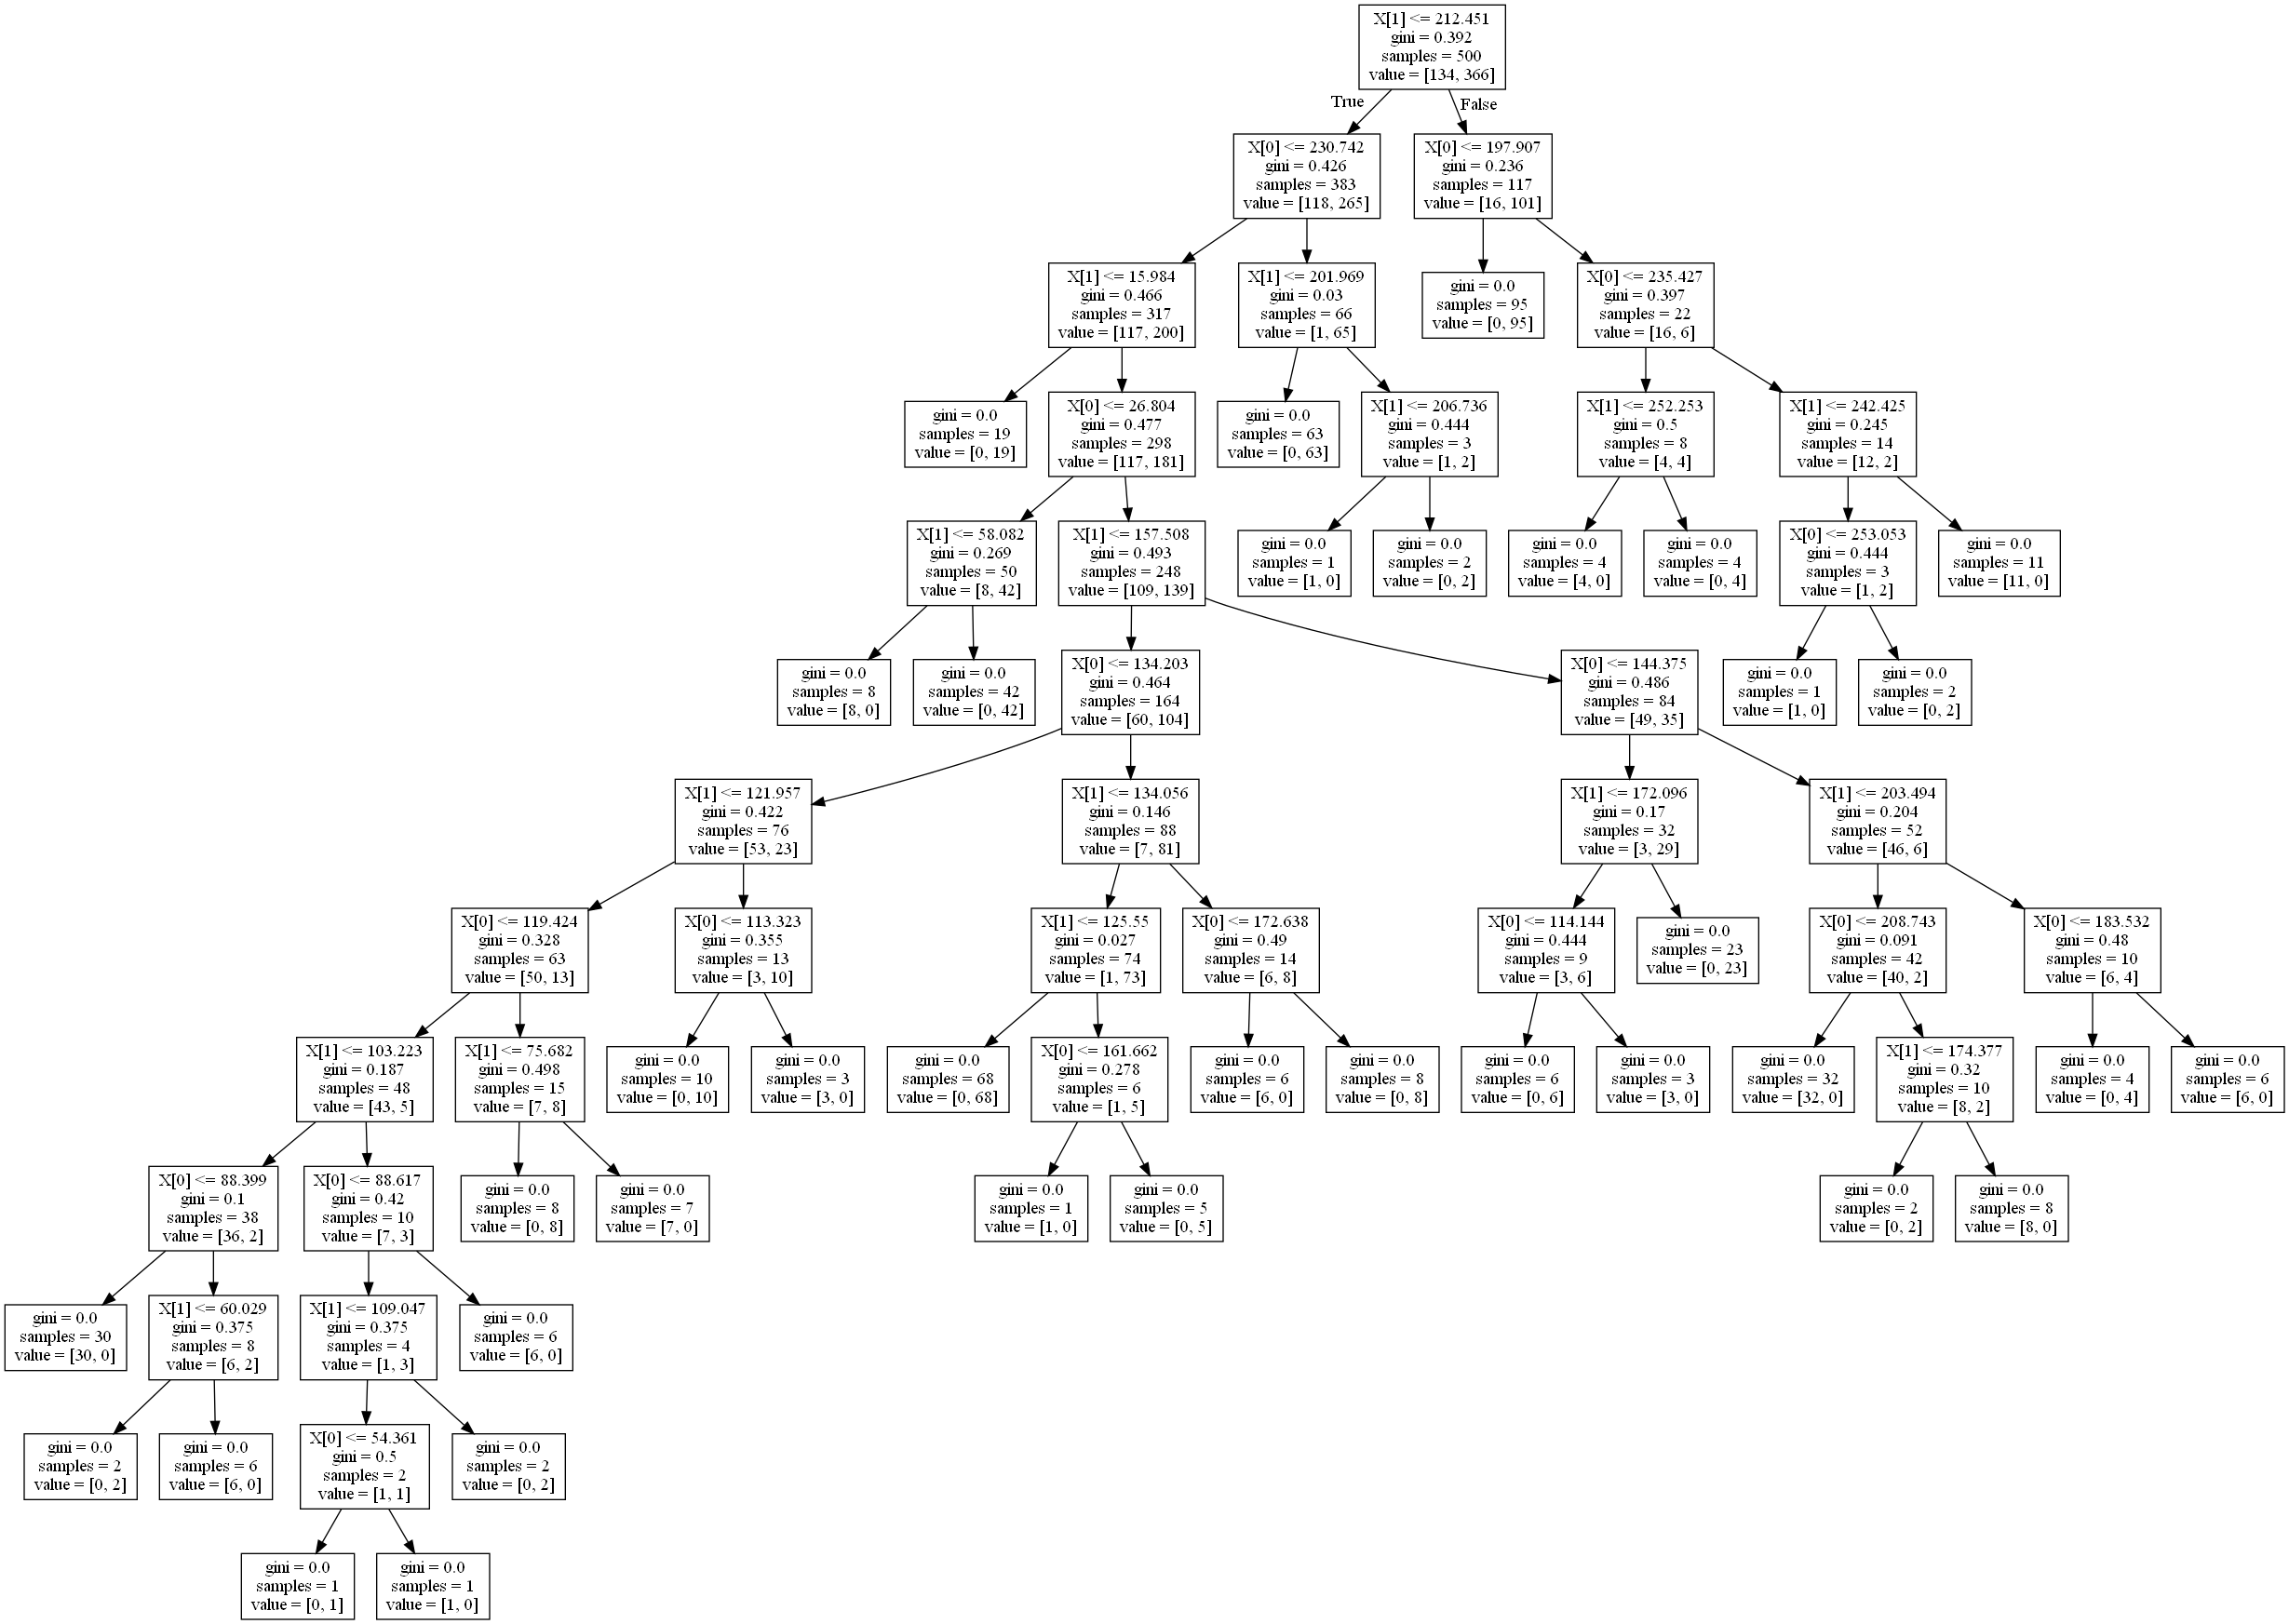 X[1] <= 212.451
gini = 0.392
samples = 500
value = [134, 366]
True
False
X[0] <= 230.742
gini = 0.426
samples = 383
value = [118, 265]
X[0] <= 197.907
gini = 0.236
samples = 117
value = [16, 101]
X[1] <= 15.984
gini = 0.466
samples = 317
value = [117, 200]
X[1] <= 201.969
gini = 0.03
samples = 66
value = [1, 65]
gini = 0.0
samples = 95
value = [0, 95]
X[0] <= 235.427
gini = 0.397
samples = 22
value = [16, 6]
gini = 0.0
samples = 19
value = [0, 19]
X[0] <= 26.804
gini = 0.477
samples = 298
value = [117, 181]
gini = 0.0
samples = 63
value = [0, 63]
X[1] <= 206.736
gini = 0.444
samples = 3
value = [1, 2]
X[1] <= 252.253
gini = 0.5
samples = 8
value = [4, 4]
X[1] <= 242.425
gini = 0.245
samples = 14
value = [12, 2]
X[1] <= 58.082
gini = 0.269
samples = 50
value = [8, 42]
X[1] <= 157.508
gini = 0.493
samples = 248
value = [109, 139]
gini = 0.0
samples = 1
value = [1, 0]
gini = 0.0
samples = 2
value = [0, 2]
gini = 0.0
samples = 4
value = [4, 0]
gini = 0.0
samples = 4
value = [0, 4]
X[0] <= 253.053
gini = 0.444
samples = 3
value = [1, 2]
gini = 0.0
samples = 11
value = [11, 0]
gini = 0.0
samples = 8
value = [8, 0]
gini = 0.0
samples = 42
value = [0, 42]
X[0] <= 134.203
gini = 0.464
samples = 164
value = [60, 104]
X[0] <= 144.375
gini = 0.486
samples = 84
value = [49, 35]
gini = 0.0
samples = 1
value = [1, 0]
gini = 0.0
samples = 2
value = [0, 2]
X[1] <= 121.957
gini = 0.422
samples = 76
value = [53, 23]
X[1] <= 134.056
gini = 0.146
samples = 88
value = [7, 81]
X[1] <= 172.096
gini = 0.17
samples = 32
value = [3, 29]
X[1] <= 203.494
gini = 0.204
samples = 52
value = [46, 6]
X[0] <= 119.424
gini = 0.328
samples = 63
value = [50, 13]
X[0] <= 113.323
gini = 0.355
samples = 13
value = [3, 10]
X[1] <= 125.55
gini = 0.027
samples = 74
value = [1, 73]
X[0] <= 172.638
gini = 0.49
samples = 14
value = [6, 8]
X[0] <= 114.144
gini = 0.444
samples = 9
value = [3, 6]
gini = 0.0
samples = 23
value = [0, 23]
X[0] <= 208.743
gini = 0.091
samples = 42
value = [40, 2]
X[0] <= 183.532
gini = 0.48
samples = 10
value = [6, 4]
X[1] <= 103.223
gini = 0.187
samples = 48
value = [43, 5]
X[1] <= 75.682
gini = 0.498
samples = 15
value = [7, 8]
gini = 0.0
samples = 10
value = [0, 10]
gini = 0.0
samples = 3
value = [3, 0]
gini = 0.0
samples = 68
value = [0, 68]
X[0] <= 161.662
gini = 0.278
samples = 6
value = [1, 5]
gini = 0.0
samples = 6
value = [6, 0]
gini = 0.0
samples = 8
value = [0, 8]
gini = 0.0
samples = 6
value = [0, 6]
gini = 0.0
samples = 3
value = [3, 0]
gini = 0.0
samples = 32
value = [32, 0]
X[1] <= 174.377
gini = 0.32
samples = 10
value = [8, 2]
gini = 0.0
samples = 4
value = [0, 4]
gini = 0.0
samples = 6
value = [6, 0]
X[0] <= 88.399
gini = 0.1
samples = 38
value = [36, 2]
X[0] <= 88.617
gini = 0.42
samples = 10
value = [7, 3]
gini = 0.0
samples = 8
value = [0, 8]
gini = 0.0
samples = 7
value = [7, 0]
gini = 0.0
samples = 1
value = [1, 0]
gini = 0.0
samples = 5
value = [0, 5]
gini = 0.0
samples = 2
value = [0, 2]
gini = 0.0
samples = 8
value = [8, 0]
gini = 0.0
samples = 30
value = [30, 0]
X[1] <= 60.029
gini = 0.375
samples = 8
value = [6, 2]
X[1] <= 109.047
gini = 0.375
samples = 4
value = [1, 3]
gini = 0.0
samples = 6
value = [6, 0]
gini = 0.0
samples = 2
value = [0, 2]
gini = 0.0
samples = 6
value = [6, 0]
X[0] <= 54.361
gini = 0.5
samples = 2
value = [1, 1]
gini = 0.0
samples = 2
value = [0, 2]
gini = 0.0
samples = 1
value = [0, 1]
gini = 0.0
samples = 1
value = [1, 0]